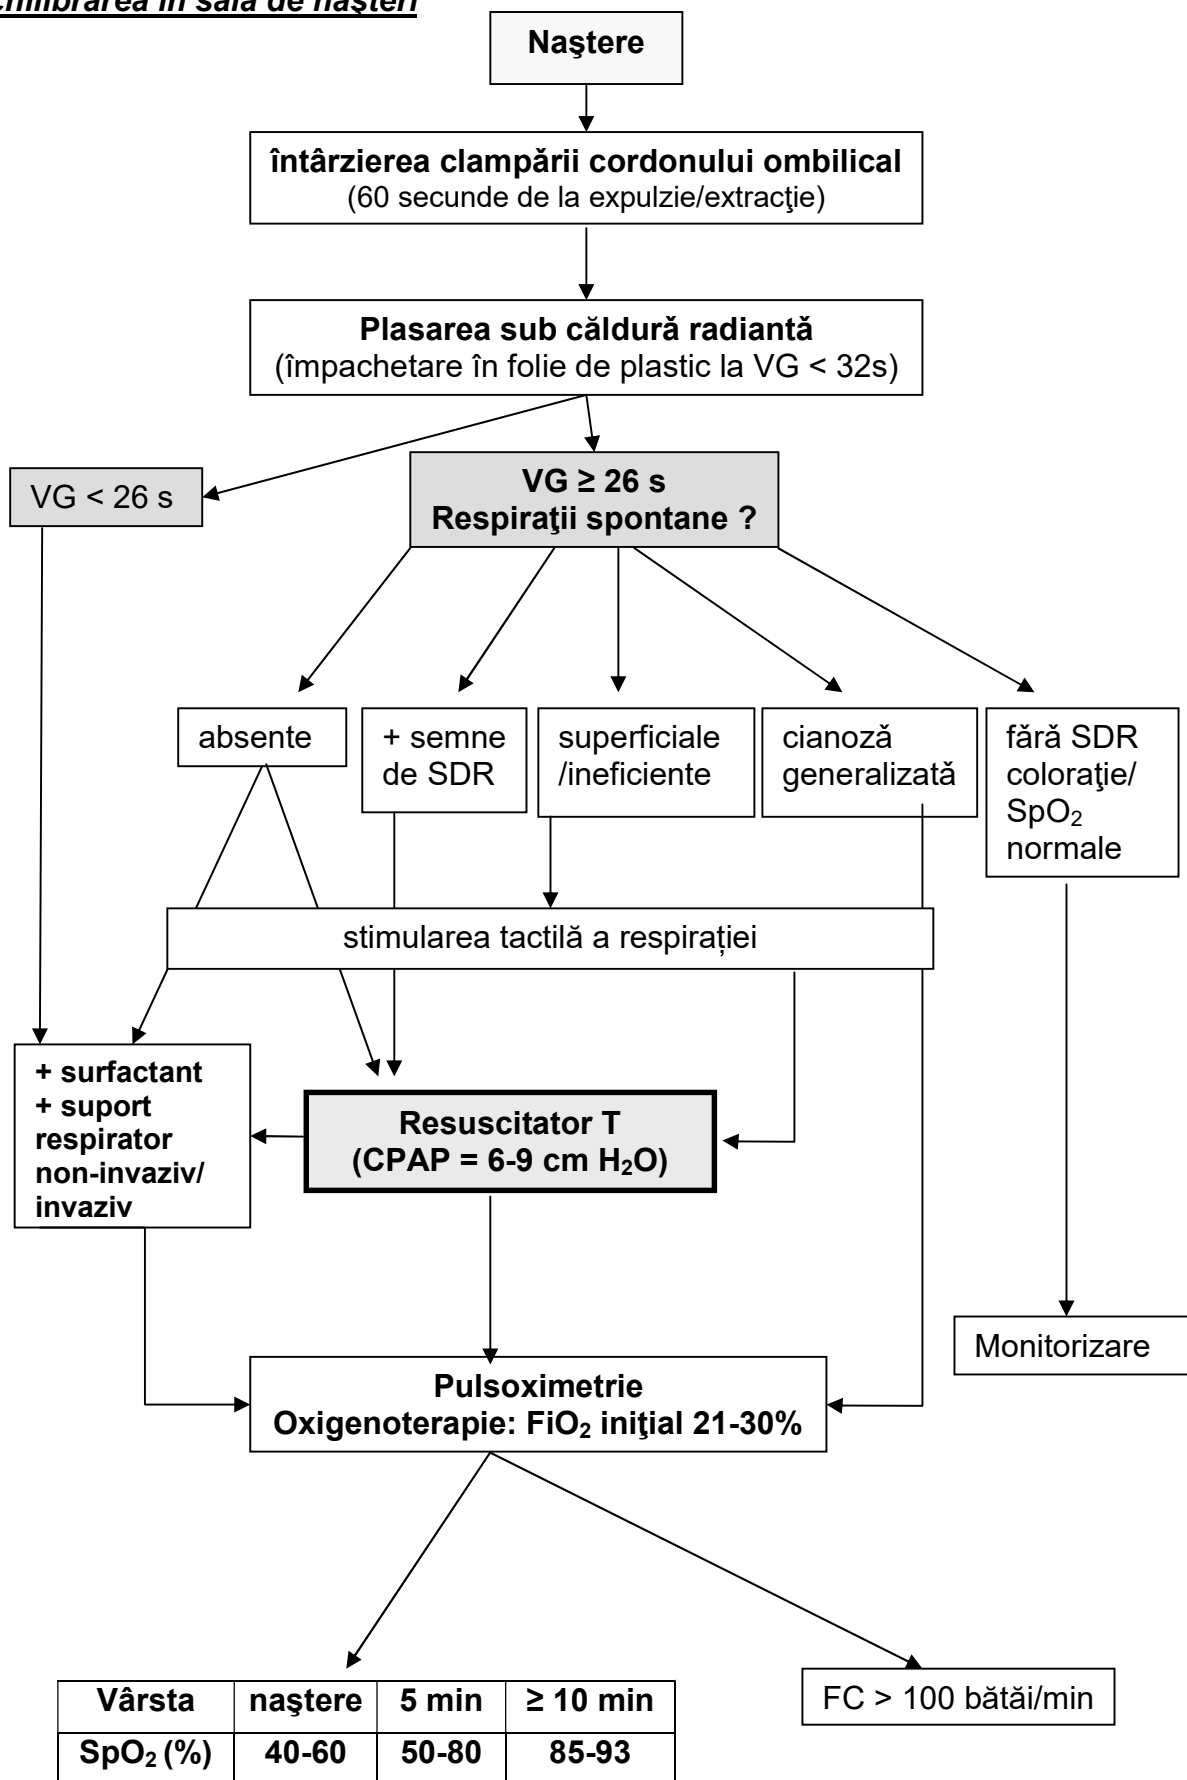 în sala de naşteri
Naştere
întârzierea clampării cordonului ombilical
(60 secunde de la expulzie/extracţie)
Plasarea sub căldură radiantă
(împachetare în folie de plastic la VG < 32s)
VG < 26 s
VG ≥ 26 s
Respiraţii spontane ?
absente
+ semne
de SDR
superficiale
/ineficiente
cianoză
generalizată
fără SDR
coloraţie/
SpO₂
normale
stimularea tactilă a respirației
+ surfactant
+ suport
respirator
non-invaziv/
invaziv
Resuscitator T
(CPAP = 6-9 cm H₂O)
Monitorizare
Pulsoximetrie
Oxigenoterapie: FiO₂ iniţial 21-30%
FC > 100 bătăi/min
Vârsta naştere 5 min ≥ 10 min
SpO₂ (%) 40-60 50-80 85-93